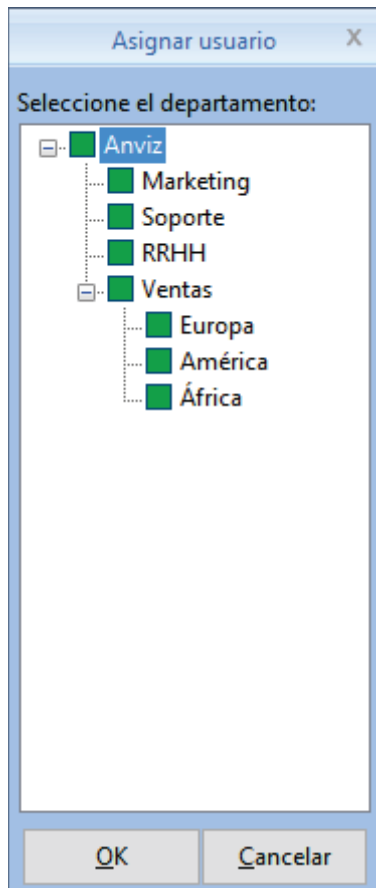 Asignar usuario X
Seleccione el departamento:
Anviz
Marketing
Soporte
RRHH
Ventas
Europa
América
África
OK Cancelar